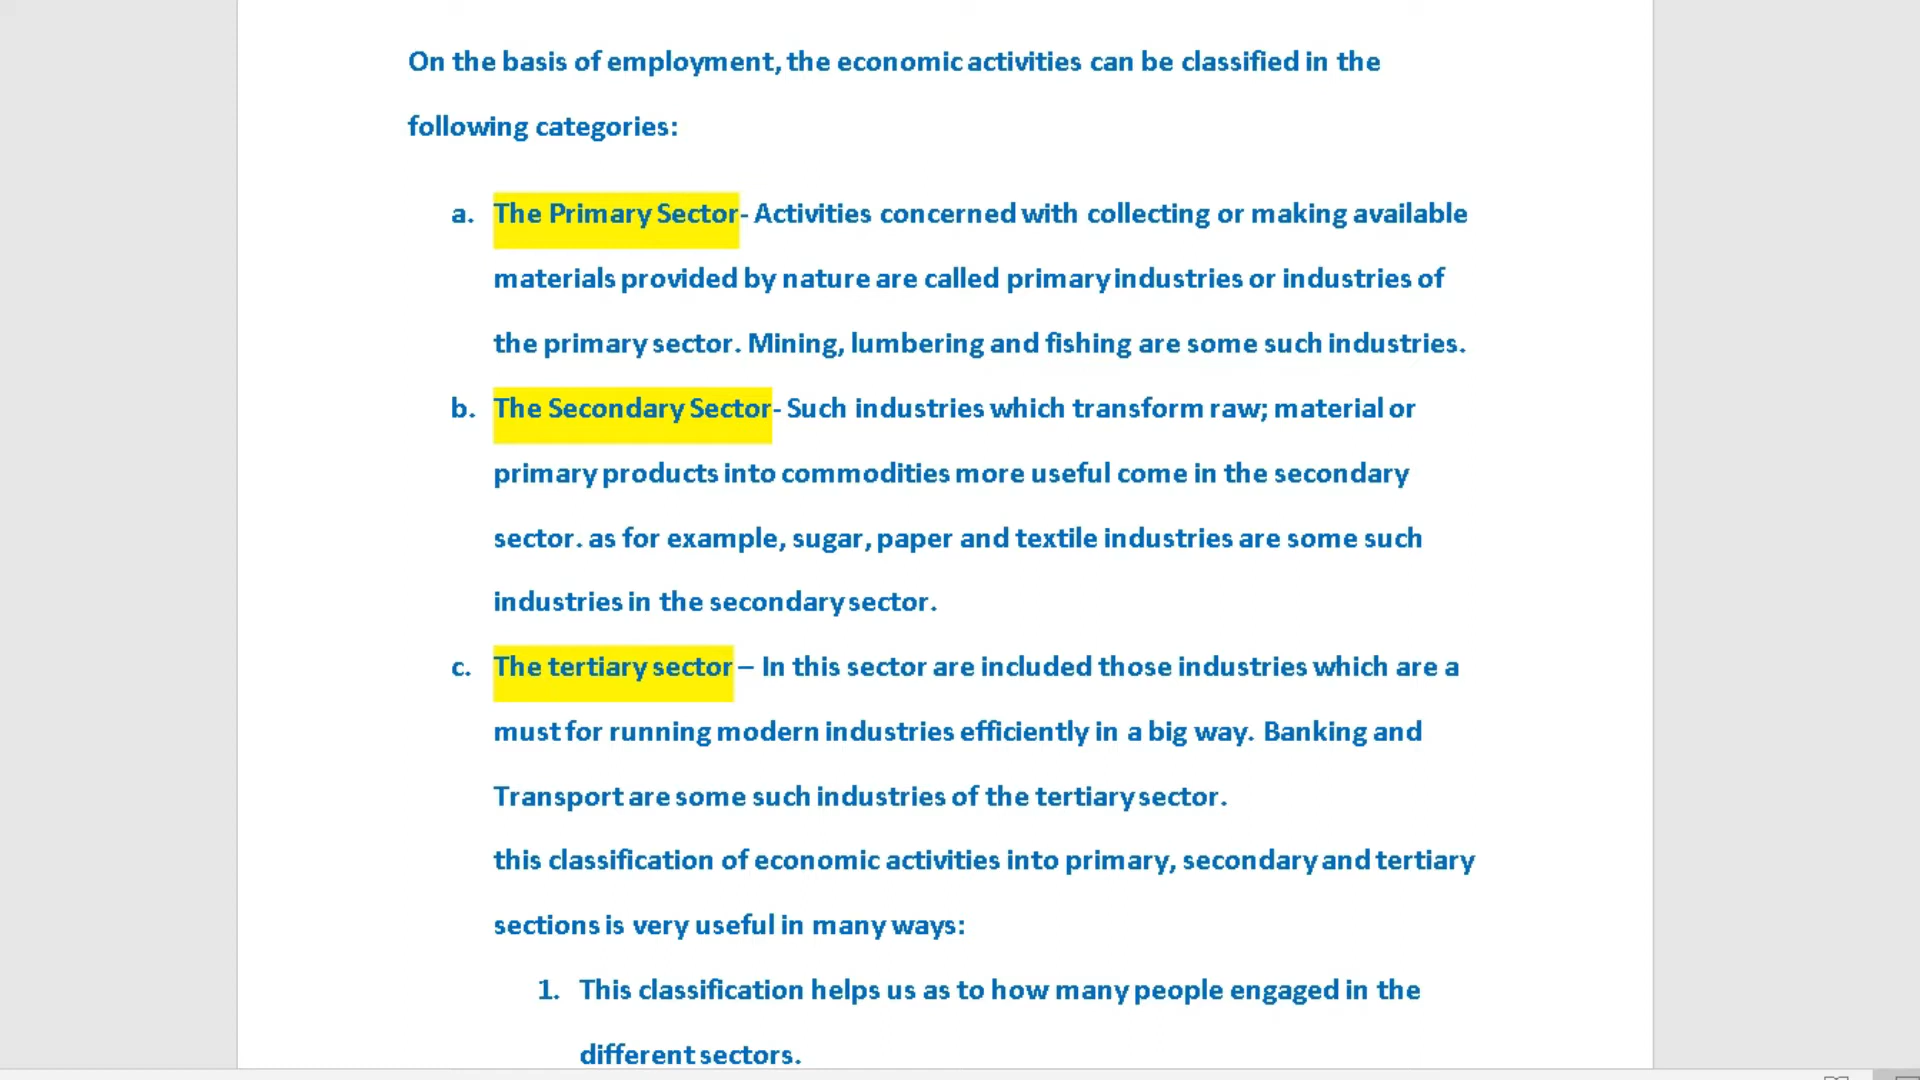 On the basis of employment, the economic activities can be classified in the
following categories:
a. The Primary Sector- Activities concerned with collecting or making available
materials provided by nature are called primary industries or industries of
the primary sector. Mining, lumbering and fishing are some such industries.
b. The Secondary Sector- Such industries which transform raw; material or
primary products into commodities more useful come in the secondary
sector. as for example, sugar, paper and textile industries are some such
industries in the secondary sector.
c. The tertiary sector – In this sector are included those industries which are a
must for running modern industries efficiently in a big way. Banking and
Transport are some such industries of the tertiary sector.
this classification of economic activities into primary, secondary and tertiary
sections is very useful in many ways:
1. This classification helps us as to how many people engaged in the
different sectors.